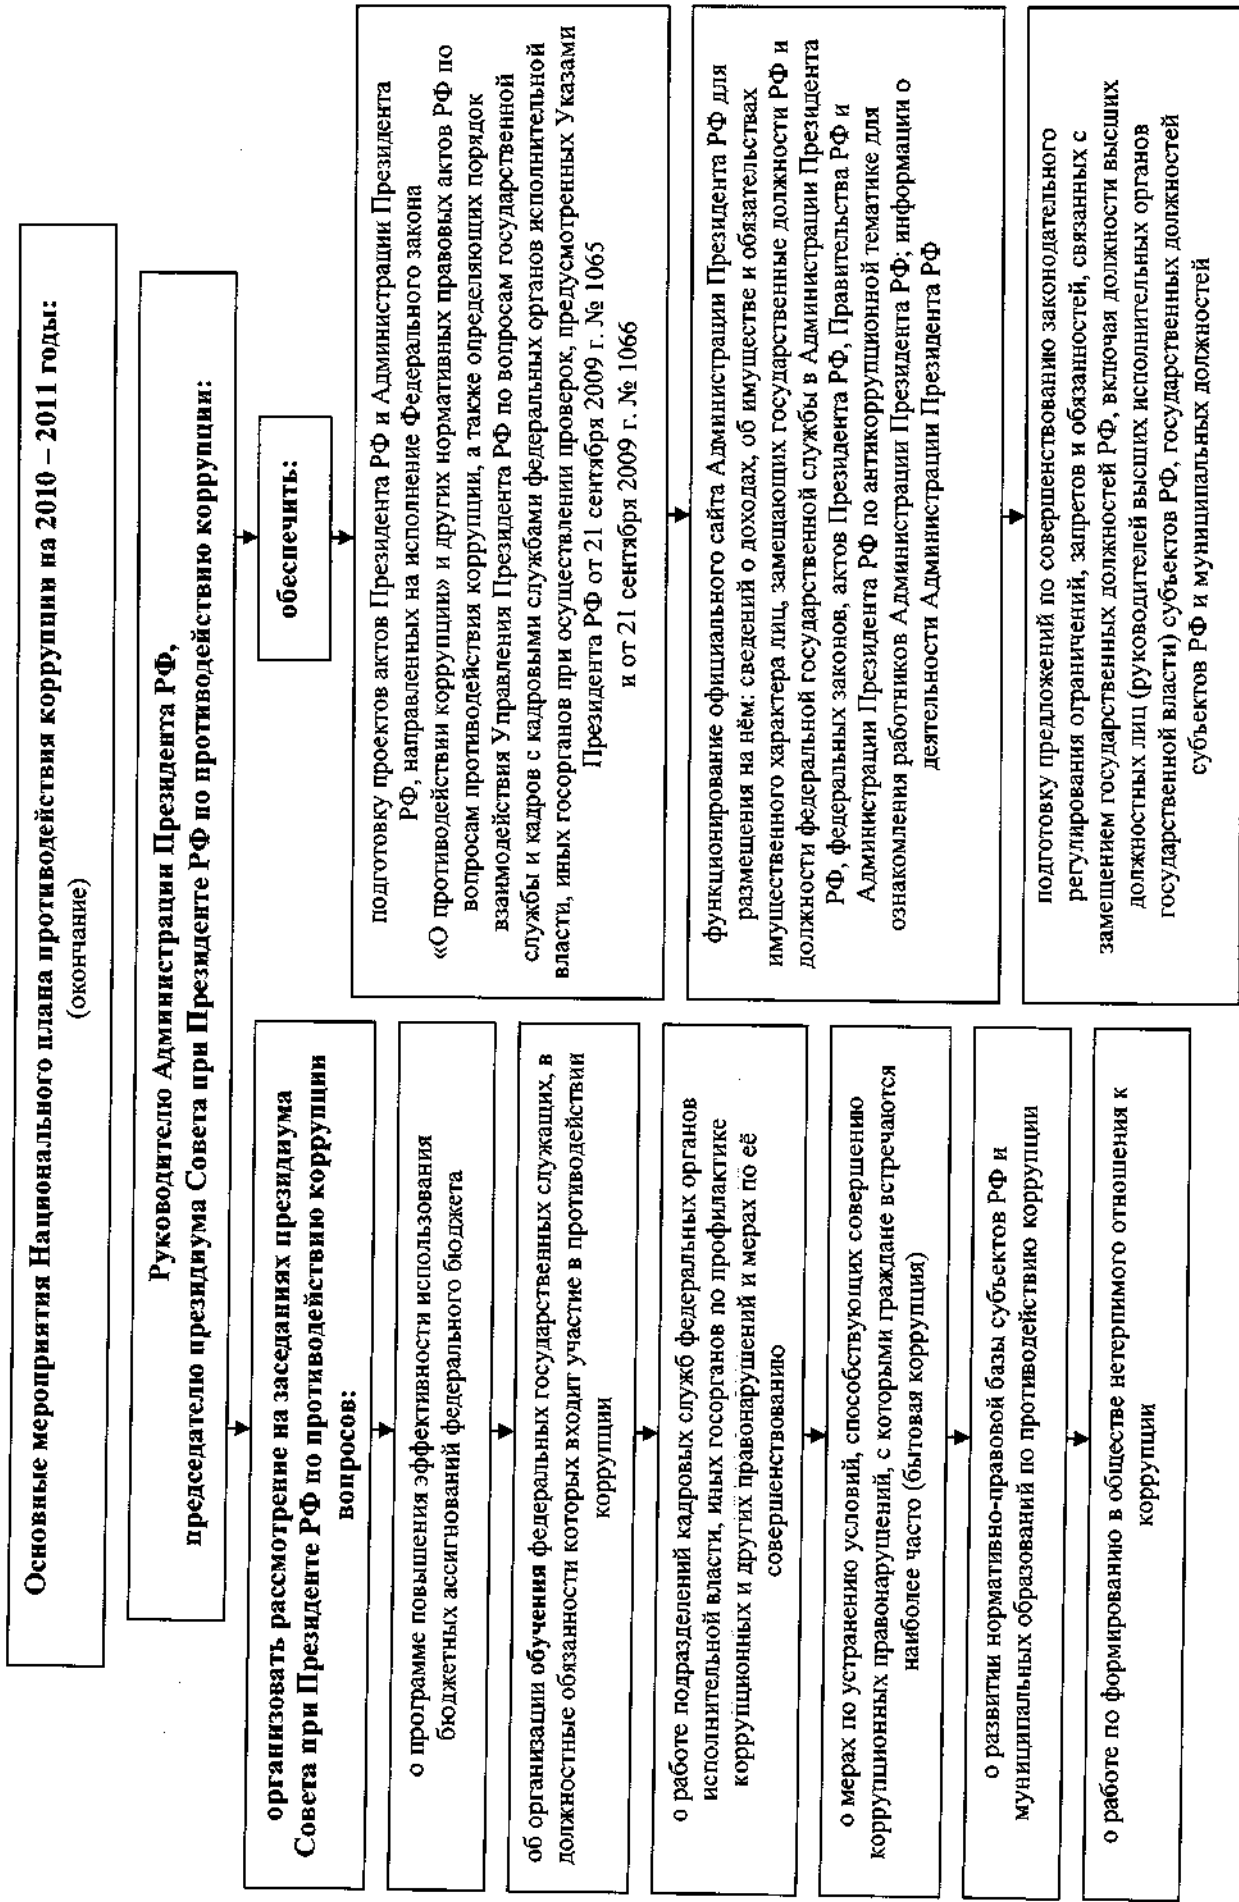 Основные мероприятия Национального плана противодействия коррупции на 2010 – 2011 годы:
(окончание)
Руководителю Администрации Президента РФ,
председателю президиума Совета при Президенте РФ по противодействию коррупции:
организовать рассмотрение на заседаниях президиума
Совета при Президенте РФ по противодействию коррупции
вопросов:
о программе повышения эффективности использования
бюджетных ассигнований федерального бюджета
об организации обучения федеральных государственных служащих, в
должностные обязанности которых входит участие в противодействии
коррупции
о работе подразделений кадровых служб федеральных органов
исполнительной власти, иных госорганов по профилактике
коррупционных и других правонарушений и мерах по её
совершенствованию
о мерах по устранению условий, способствующих совершению
коррупционных правонарушений, с которыми граждане встречаются
наиболее часто (бытовая коррупция)
о развитии нормативно-правовой базы субъектов РФ и
муниципальных образований по противодействию коррупции
о работе по формированию в обществе нетерпимого отношения к
коррупции
обеспечить:
подготовку проектов актов Президента РФ и Администрации Президента
РФ, направленных на исполнение Федерального закона
«О противодействии коррупции» и других нормативных правовых актов РФ по
вопросам противодействия коррупции, а также определяющих порядок
взаимодействия Управления Президента РФ по вопросам государственной
службы и кадров с кадровыми службами федеральных органов исполнительной
власти, иных госорганов при осуществлении проверок, предусмотренных Указами
Президента РФ от 21 сентября 2009 г. № 1065
и от 21 сентября 2009 г. № 1066
функционирование официального сайта Администрации Президента РФ для
размещения на нём: сведений о доходах, об имуществе и обязательствах
имущественного характера лиц, замещающих государственные должности РФ и
должности федеральной государственной службы в Администрации Президента
РФ, федеральных законов, актов Президента РФ, Правительства РФ и
Администрации Президента РФ по антикоррупционной тематике для
ознакомления работников Администрации Президента РФ; информации о
деятельности Администрации Президента РФ
подготовку предложений по совершенствованию законодательного
регулирования ограничений, запретов и обязанностей, связанных с
замещением государственных должностей РФ, включая должности высших
должностных лиц (руководителей высших исполнительных органов
государственной власти) субъектов РФ, государственных должностей
субъектов РФ и муниципальных должностей